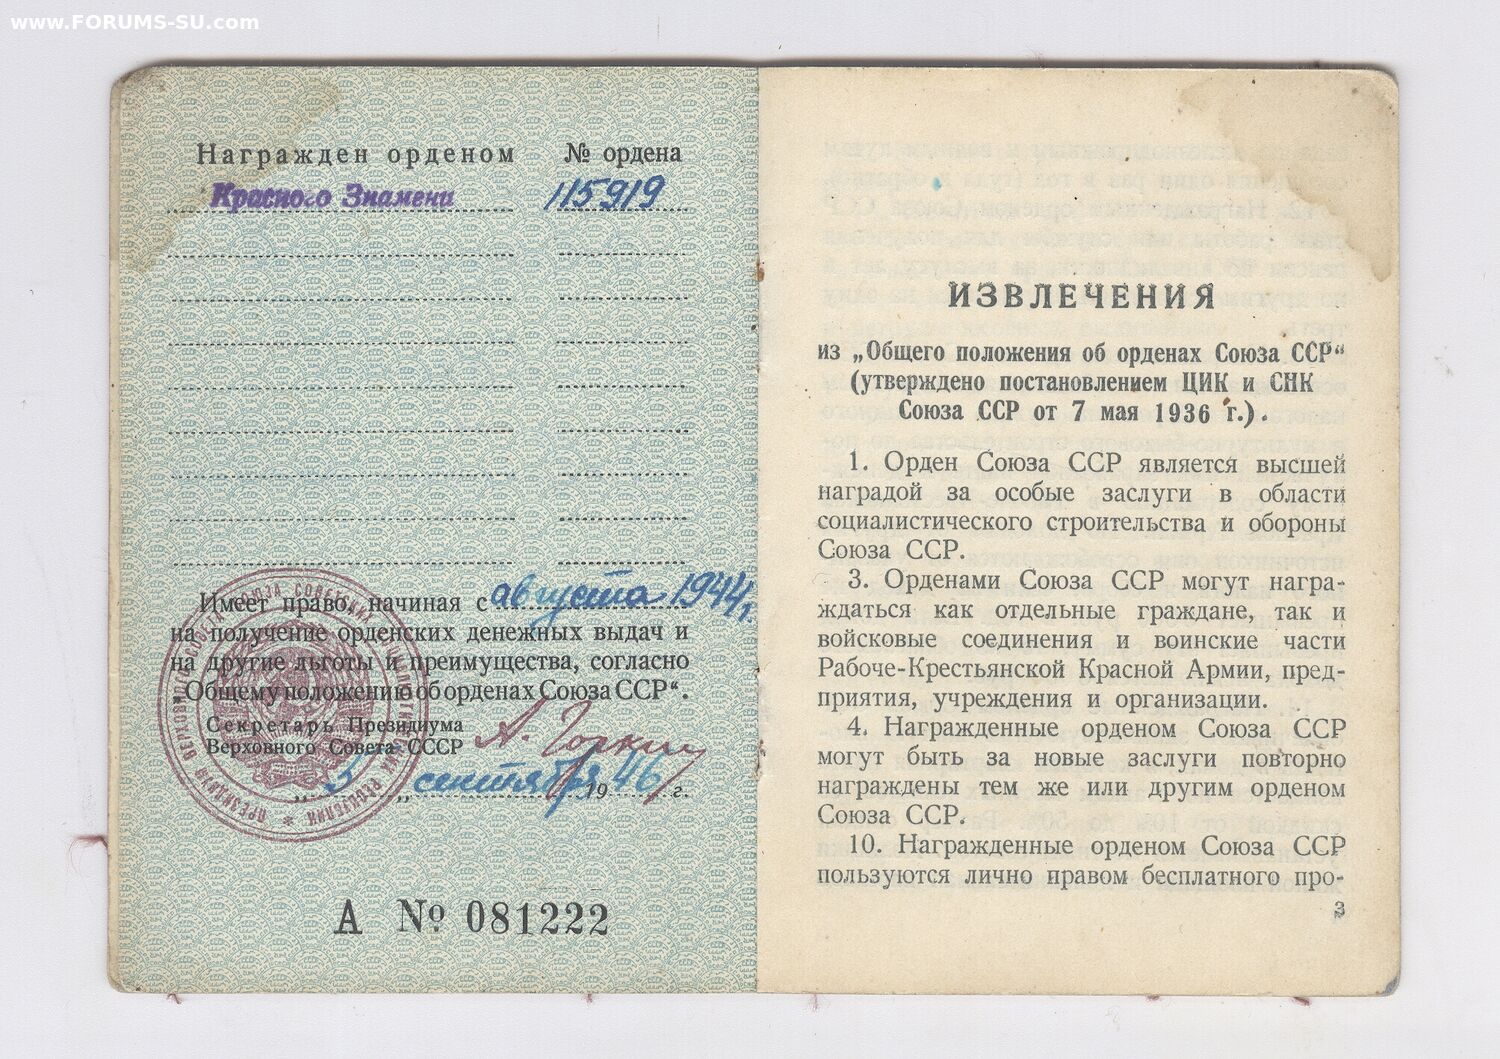 www.FORUMS-SU.com
Награжден орденом № ордена
Красного Знамени 115919
Имеет право, начиная с августа 1944 г.
на получение орденских денежных выдач и
на другие льготы и преимущества, согласно
„Общему положению об орденах Союза ССР“.
Секретарь Президиума
Верховного Совета СССР А. Горкин
„5“ сентября 1946 г.
А № 081222
ИЗВЛЕЧЕНИЯ
из „Общего положения об орденах Союза ССР“
(утверждено постановлением ЦИК и СНК
Союза ССР от 7 мая 1936 г.).
1. Орден Союза ССР является высшей
наградой за особые заслуги в области
социалистического строительства и обороны
Союза ССР.
3. Орденами Союза ССР могут награ-
ждаться как отдельные граждане, так и
войсковые соединения и воинские части
Рабоче-Крестьянской Красной Армии, пред-
приятия, учреждения и организации.
4. Награжденные орденом Союза ССР
могут быть за новые заслуги повторно
награждены тем же или другим орденом
Союза ССР.
10. Награжденные орденом Союза ССР
пользуются лично правом бесплатного про-
3